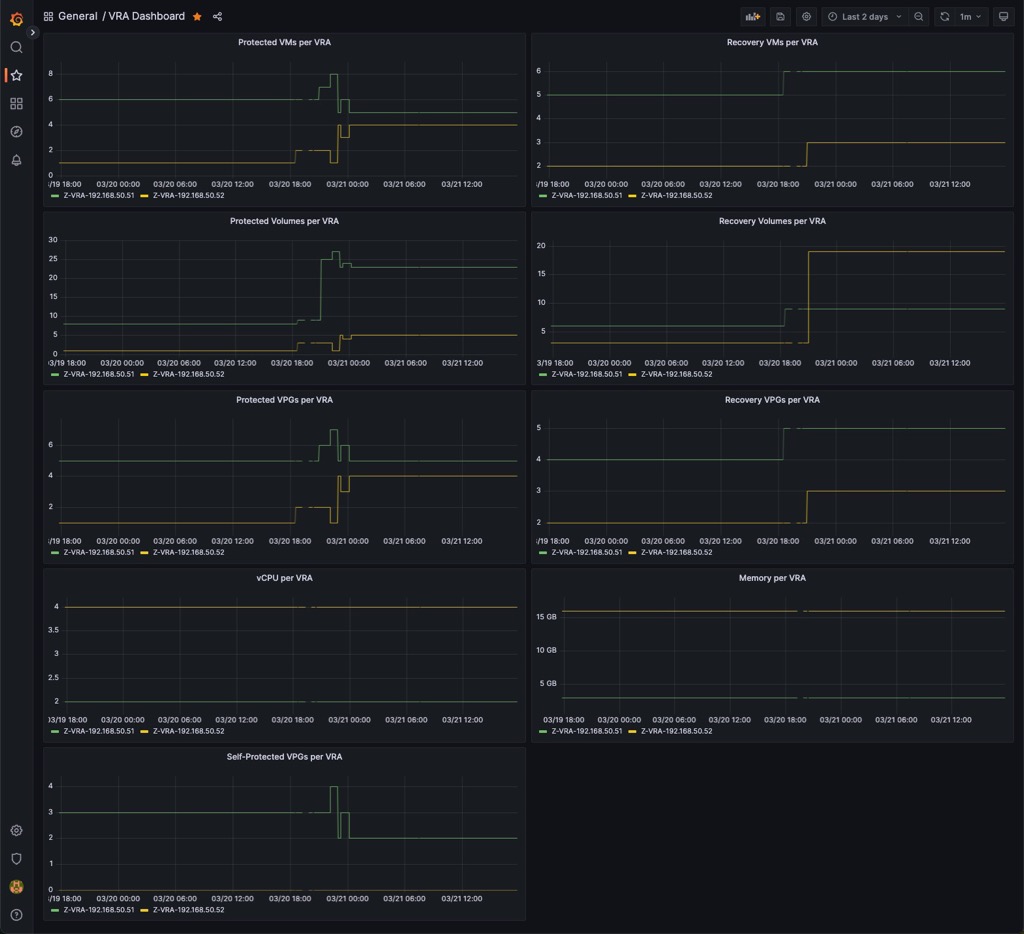 General / VRA Dashboard
Last 2 days
1m
Protected VMs per VRA
8
6
4
2
0
/19 18:00 03/20 00:00 03/20 06:00 03/20 12:00 03/20 18:00 03/21 00:00 03/21 06:00 03/21 12:00
Z-VRA-192.168.50.51 Z-VRA-192.168.50.52
Recovery VMs per VRA
6
5
4
3
2
/19 18:00 03/20 00:00 03/20 06:00 03/20 12:00 03/20 18:00 03/21 00:00 03/21 06:00 03/21 12:00
Z-VRA-192.168.50.51 Z-VRA-192.168.50.52
Protected Volumes per VRA
30
25
20
15
10
5
0
3/19 18:00 03/20 00:00 03/20 06:00 03/20 12:00 03/20 18:00 03/21 00:00 03/21 06:00 03/21 12:00
Z-VRA-192.168.50.51 Z-VRA-192.168.50.52
Recovery Volumes per VRA
20
15
10
5
3/19 18:00 03/20 00:00 03/20 06:00 03/20 12:00 03/20 18:00 03/21 00:00 03/21 06:00 03/21 12:00
Z-VRA-192.168.50.51 Z-VRA-192.168.50.52
Protected VPGs per VRA
6
4
2
/19 18:00 03/20 00:00 03/20 06:00 03/20 12:00 03/20 18:00 03/21 00:00 03/21 06:00 03/21 12:00
Z-VRA-192.168.50.51 Z-VRA-192.168.50.52
Recovery VPGs per VRA
5
4
3
2
/19 18:00 03/20 00:00 03/20 06:00 03/20 12:00 03/20 18:00 03/21 00:00 03/21 06:00 03/21 12:00
Z-VRA-192.168.50.51 Z-VRA-192.168.50.52
vCPU per VRA
4
3.5
3
2.5
2
3/19 18:00 03/20 00:00 03/20 06:00 03/20 12:00 03/20 18:00 03/21 00:00 03/21 06:00 03/21 12:00
Z-VRA-192.168.50.51 Z-VRA-192.168.50.52
Memory per VRA
15 GB
10 GB
5 GB
03/19 18:00 03/20 00:00 03/20 06:00 03/20 12:00 03/20 18:00 03/21 00:00 03/21 06:00 03/21 12:00
Z-VRA-192.168.50.51 Z-VRA-192.168.50.52
Self-Protected VPGs per VRA
4
3
2
1
0
/19 18:00 03/20 00:00 03/20 06:00 03/20 12:00 03/20 18:00 03/21 00:00 03/21 06:00 03/21 12:00
Z-VRA-192.168.50.51 Z-VRA-192.168.50.52